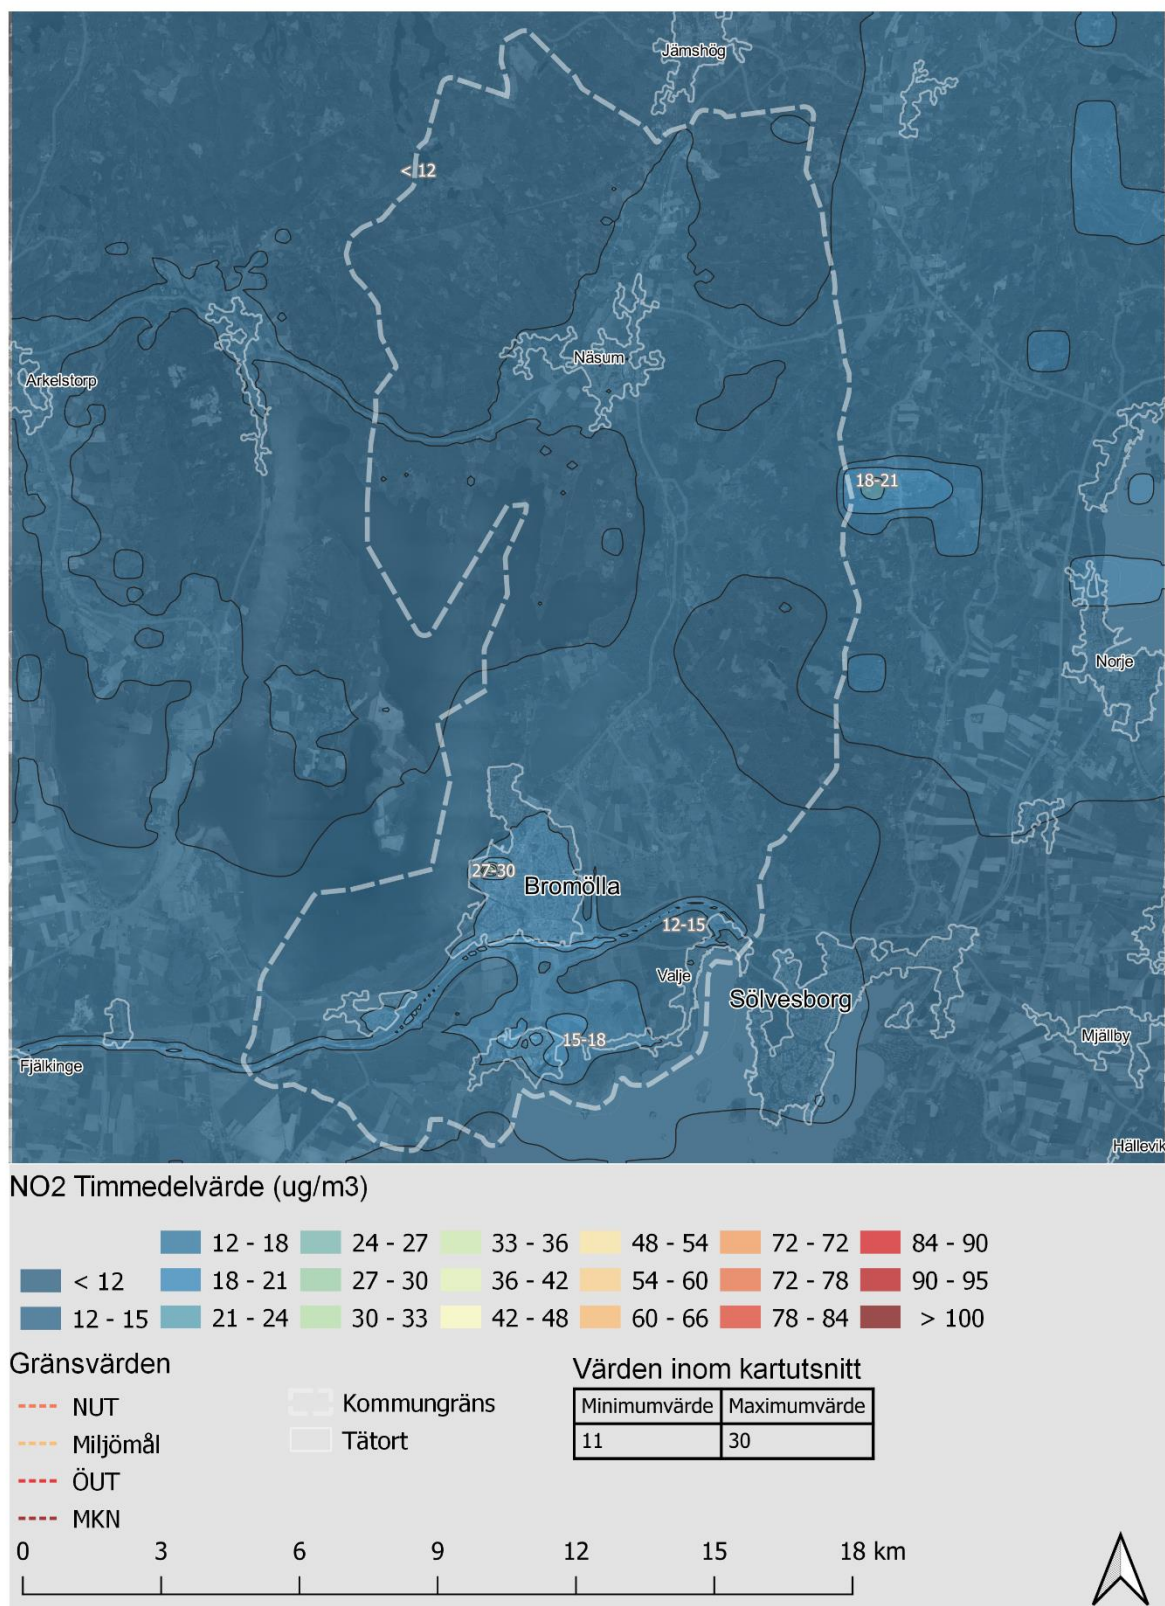 Jämshög
< 12
Näsum
Arkelstorp
18-21
Norje
27-30
Bromölla
12-15
Valje
Sölvesborg
15-18
Mjällby
Fjälkinge
Hällevik
NO2 Timmedelvärde (ug/m3)
12 - 18 24 - 27 33 - 36 48 - 54 72 - 72 84 - 90
< 12 18 - 21 27 - 30 36 - 42 54 - 60 72 - 78 90 - 95
12 - 15 21 - 24 30 - 33 42 - 48 60 - 66 78 - 84 > 100
Gränsvärden
NUT
Miljömål
ÖUT
MKN
Kommungräns
Tätort
Värden inom kartutsnitt
Minimumvärde Maximumvärde
11 30
0 3 6 9 12 15 18 km